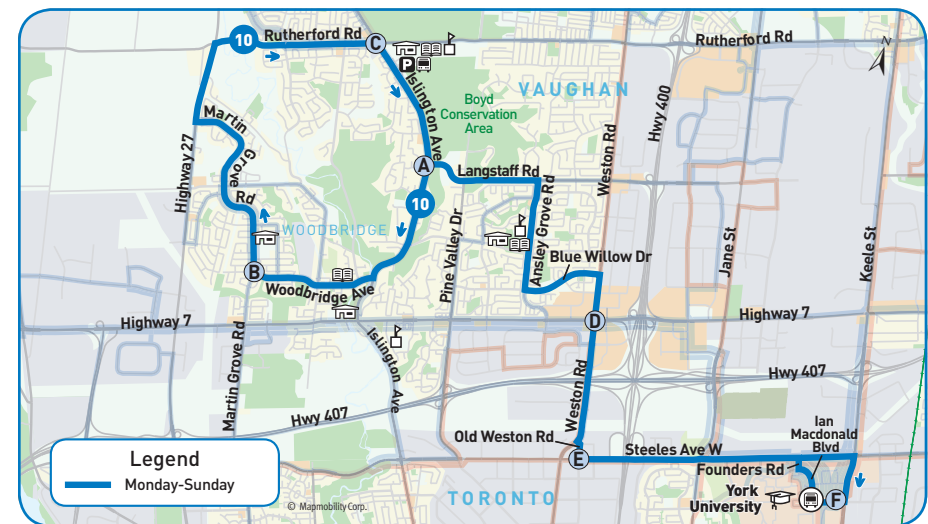 10
Rutherford Rd
C
Rutherford Rd
N
P
Islington Ave
VAUGHAN
Hwy 400
Boyd
Conservation
Area
Martin
Grove
Rd
Highway 27
Weston Rd
A
Langstaff Rd
10
Ansley Grove Rd
WOODBRIDGE
Pine Valley Dr
Jane St
Keele St
Blue Willow Dr
B
Woodbridge Ave
Highway 7
D
Highway 7
Islington Ave
Martin Grove Rd
Weston Rd
Hwy 407
Hwy 407
Ian
Macdonald
Blvd
Old Weston Rd
E
Steeles Ave W
Founders Rd
York
University
F
TORONTO
Legend
Monday-Sunday
© Mapmobility Corp.